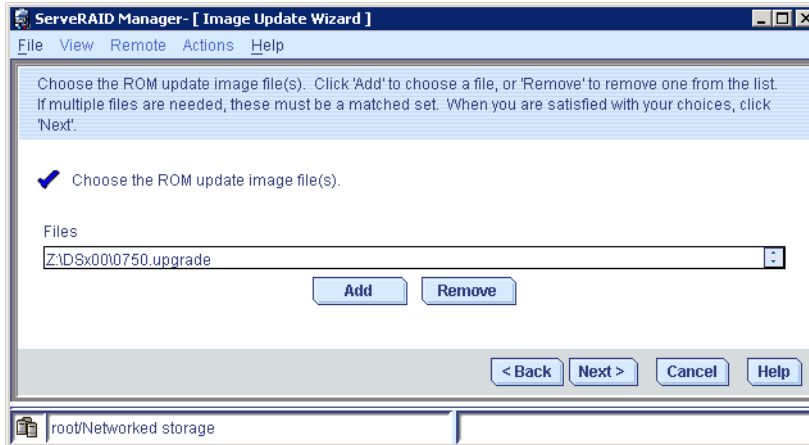 ServeRAID Manager- [ Image Update Wizard ]
File View Remote Actions Help
Choose the ROM update image file(s). Click 'Add' to choose a file, or 'Remove' to remove one from the list.
If multiple files are needed, these must be a matched set. When you are satisfied with your choices, click
'Next'.
Choose the ROM update image file(s).
Files
Z:\DSx00\0750.upgrade
Add Remove
< Back Next > Cancel Help
root/Networked storage